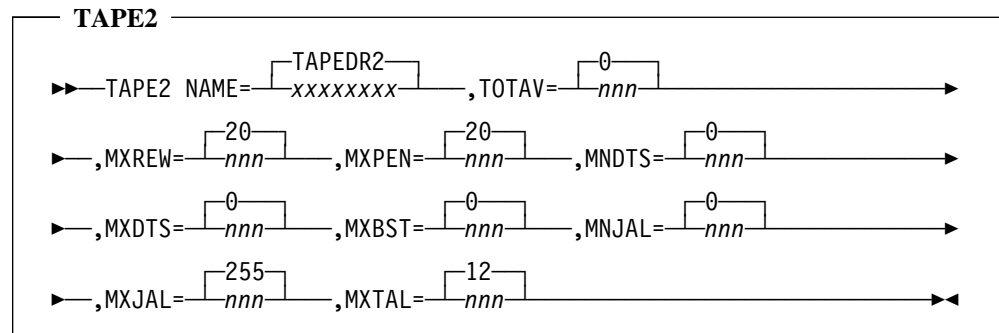 TAPE2
TAPEDR2 0
TAPE2 NAME= xxxxxxxx ,TOTAV= nnn
20 20 0
,MXREW= nnn ,MXPEN= nnn ,MNDTS= nnn
0 0 0
,MXDTS= nnn ,MXBST= nnn ,MNJAL= nnn
255 12
,MXJAL= nnn ,MXTAL= nnn